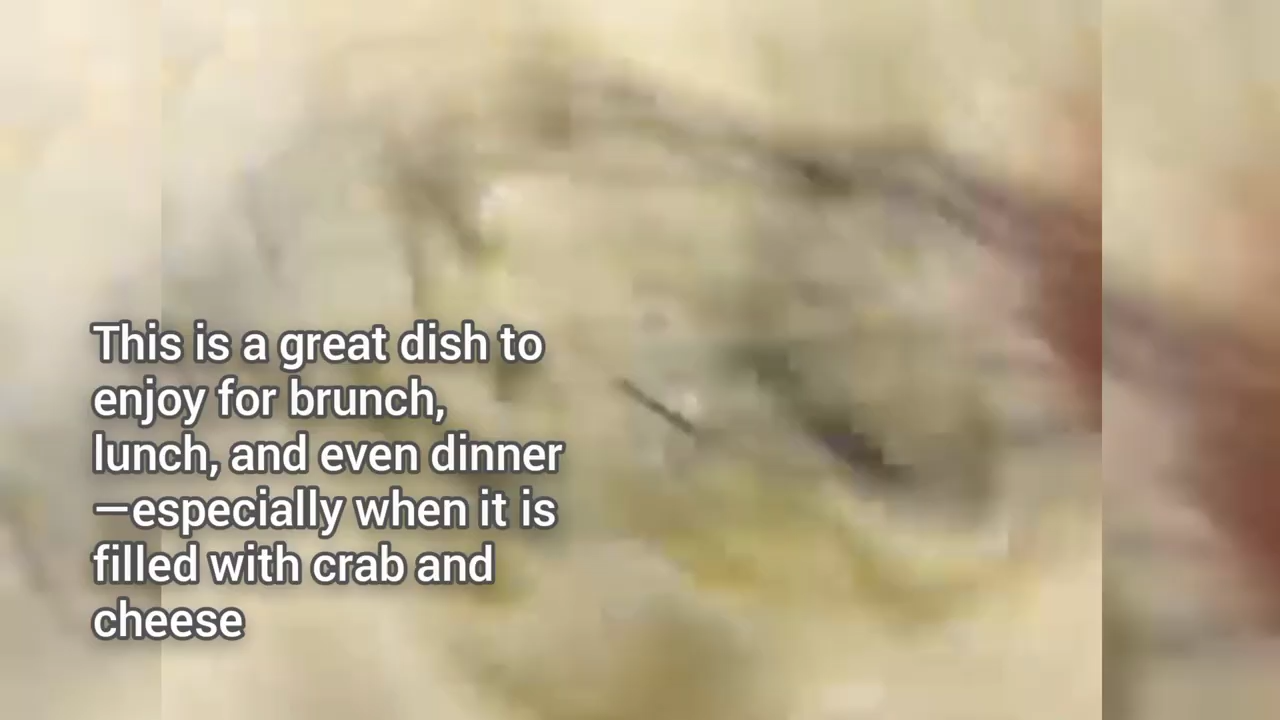 This is a great dish to
enjoy for brunch,
lunch, and even dinner
—especially when it is
filled with crab and
cheese